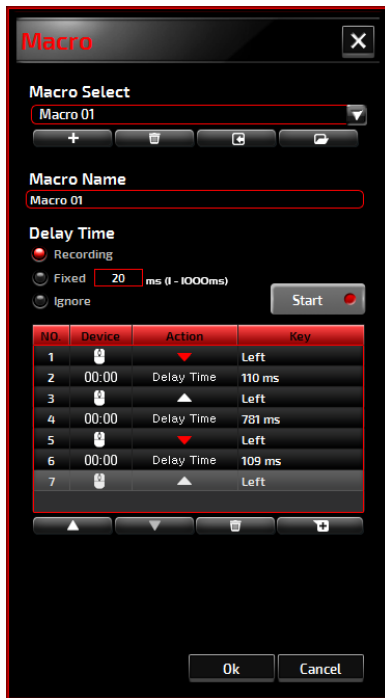 Macro
Macro Select
Macro 01
Macro Name
Macro 01
Delay Time
Recording
Fixed 20 ms (1 - 1000ms)
Ignore
Start
NO. Device Action Key
1 Left
2 00:00 Delay Time 110 ms
3 Left
4 00:00 Delay Time 781 ms
5 Left
6 00:00 Delay Time 109 ms
7 Left
Ok Cancel